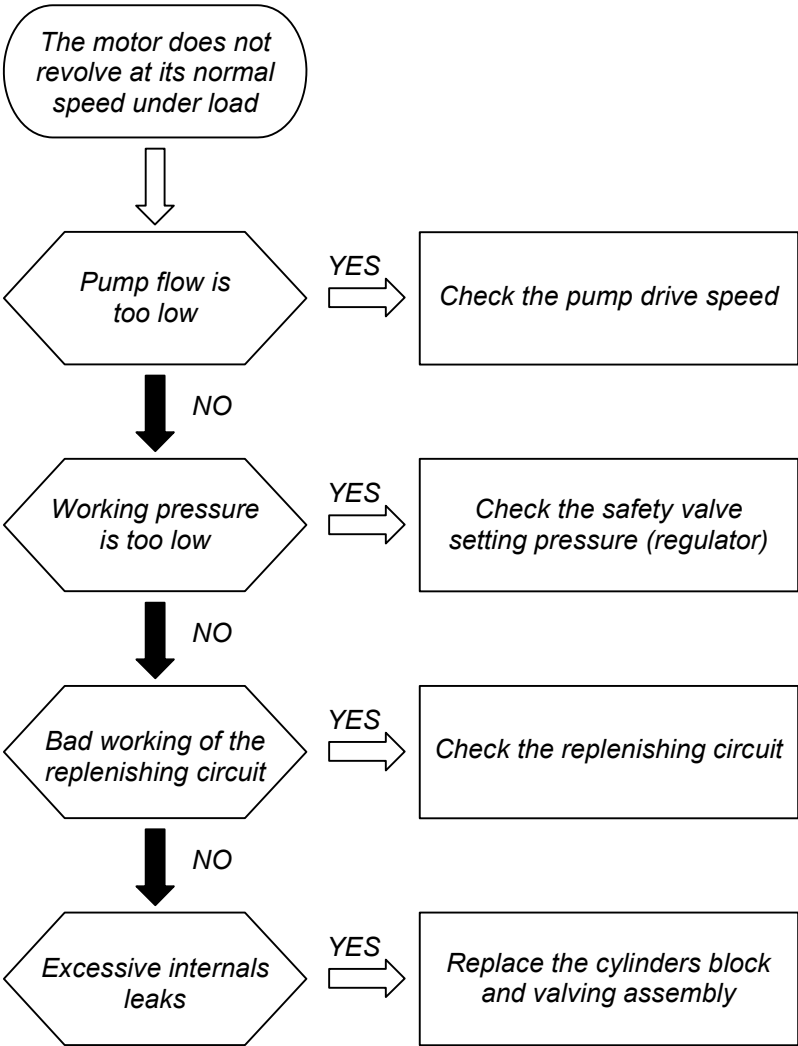 The motor does not
revolve at its normal
speed under load
Pump flow is
too low
YES
Check the pump drive speed
NO
Working pressure
is too low
YES
Check the safety valve
setting pressure (regulator)
NO
Bad working of the
replenishing circuit
YES
Check the replenishing circuit
NO
Excessive internals
leaks
YES
Replace the cylinders block
and valving assembly